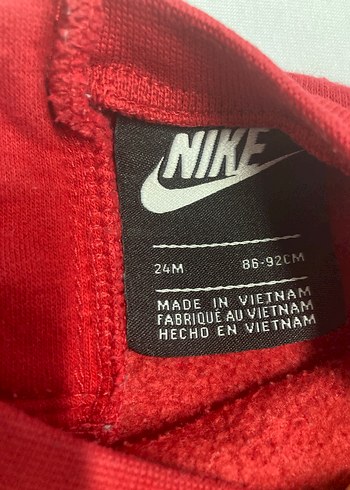 NIKE
24M 86-92CM
MADE IN VIETNAM
FABRIQUÉ AU VIETNAM
HECHO EN VIETNAM